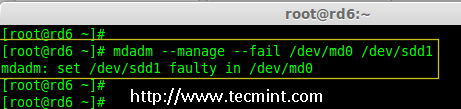 root@rd6:~
[root@rd6 ~]#
[root@rd6 ~]# mdadm --manage --fail /dev/md0 /dev/sdd1
mdadm: set /dev/sdd1 faulty in /dev/md0
[root@rd6 ~]#
[root@rd6 ~]#
http://www.tecmint.com